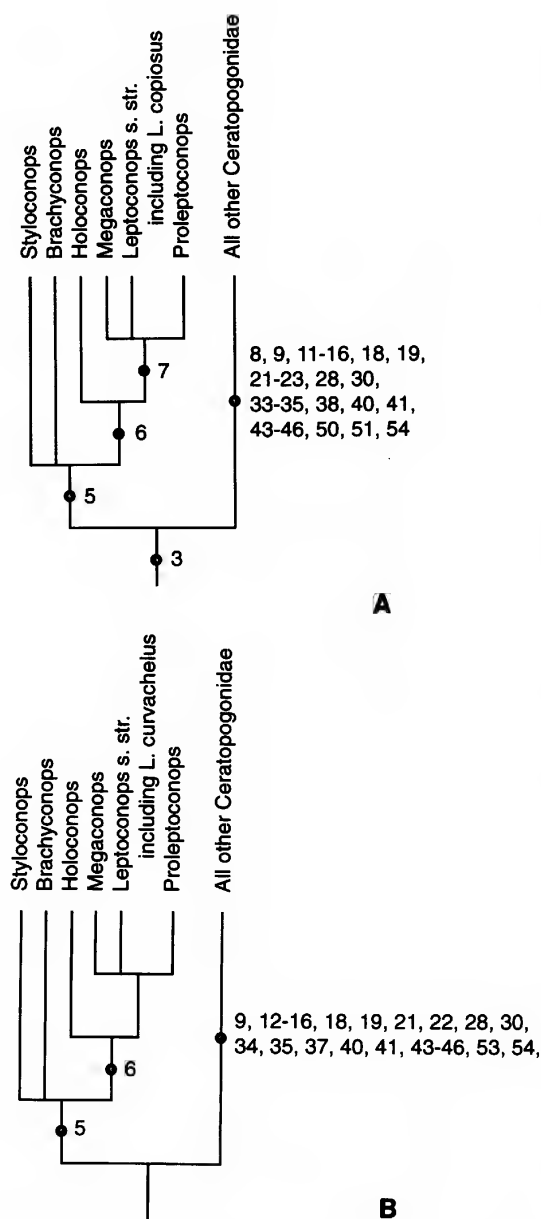 Styloconops
Brachyconops
Holoconops
Megaconops
Leptoconops s. str.
including L. copiosus
Proleptoconops
All other Ceratopogonidae
8, 9, 11-16, 18, 19,
21-23, 28, 30,
33-35, 38, 40, 41,
43-46, 50, 51, 54
7
6
5
3
A
Styloconops
Brachyconops
Holoconops
Megaconops
Leptoconops s. str.
including L. curvachelus
Proleptoconops
All other Ceratopogonidae
9, 12-16, 18, 19, 21, 22, 28, 30,
34, 35, 37, 40, 41, 43-46, 53, 54,
6
5
B